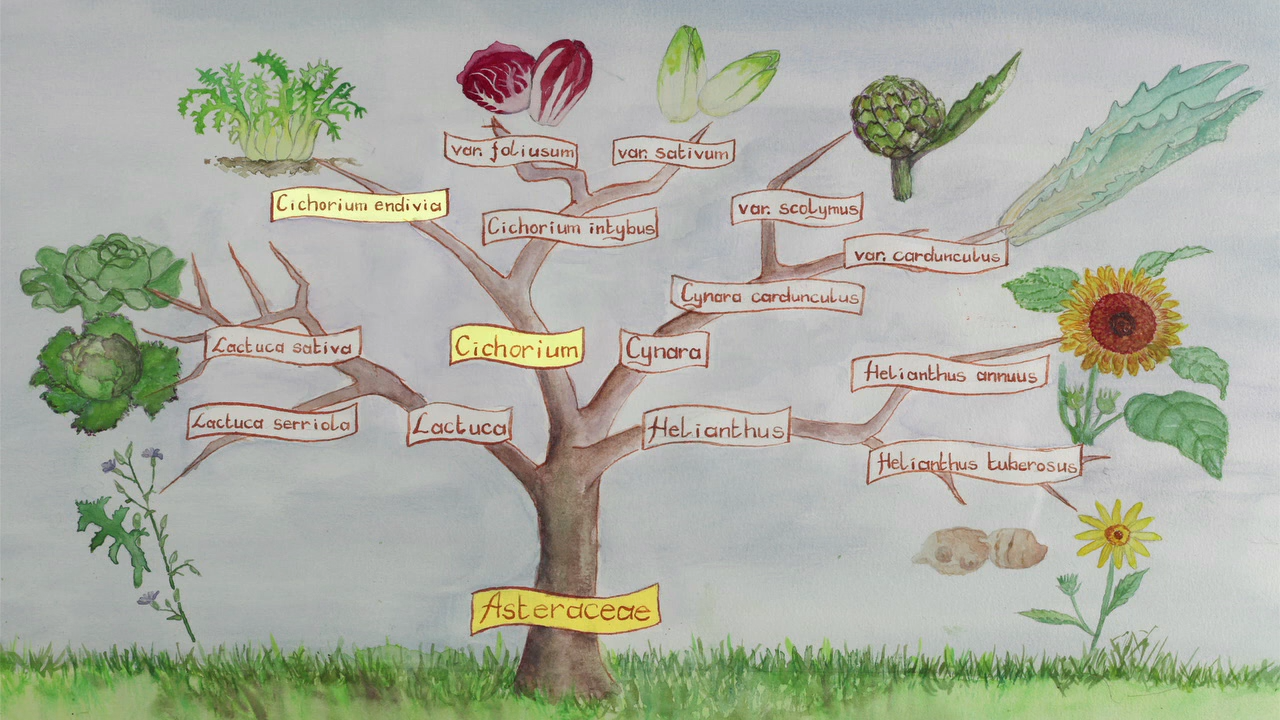 var. foliusum
var. sativum
Cichorium endivia
var. scolymus
Cichorium intybus
var. cardunculus
Cynara cardunculus
Lactuca sativa
Cichorium
Cynara
Helianthus annuus
Lactuca serriola
Lactuca
Helianthus
Helianthus tuberosus
Asteraceae